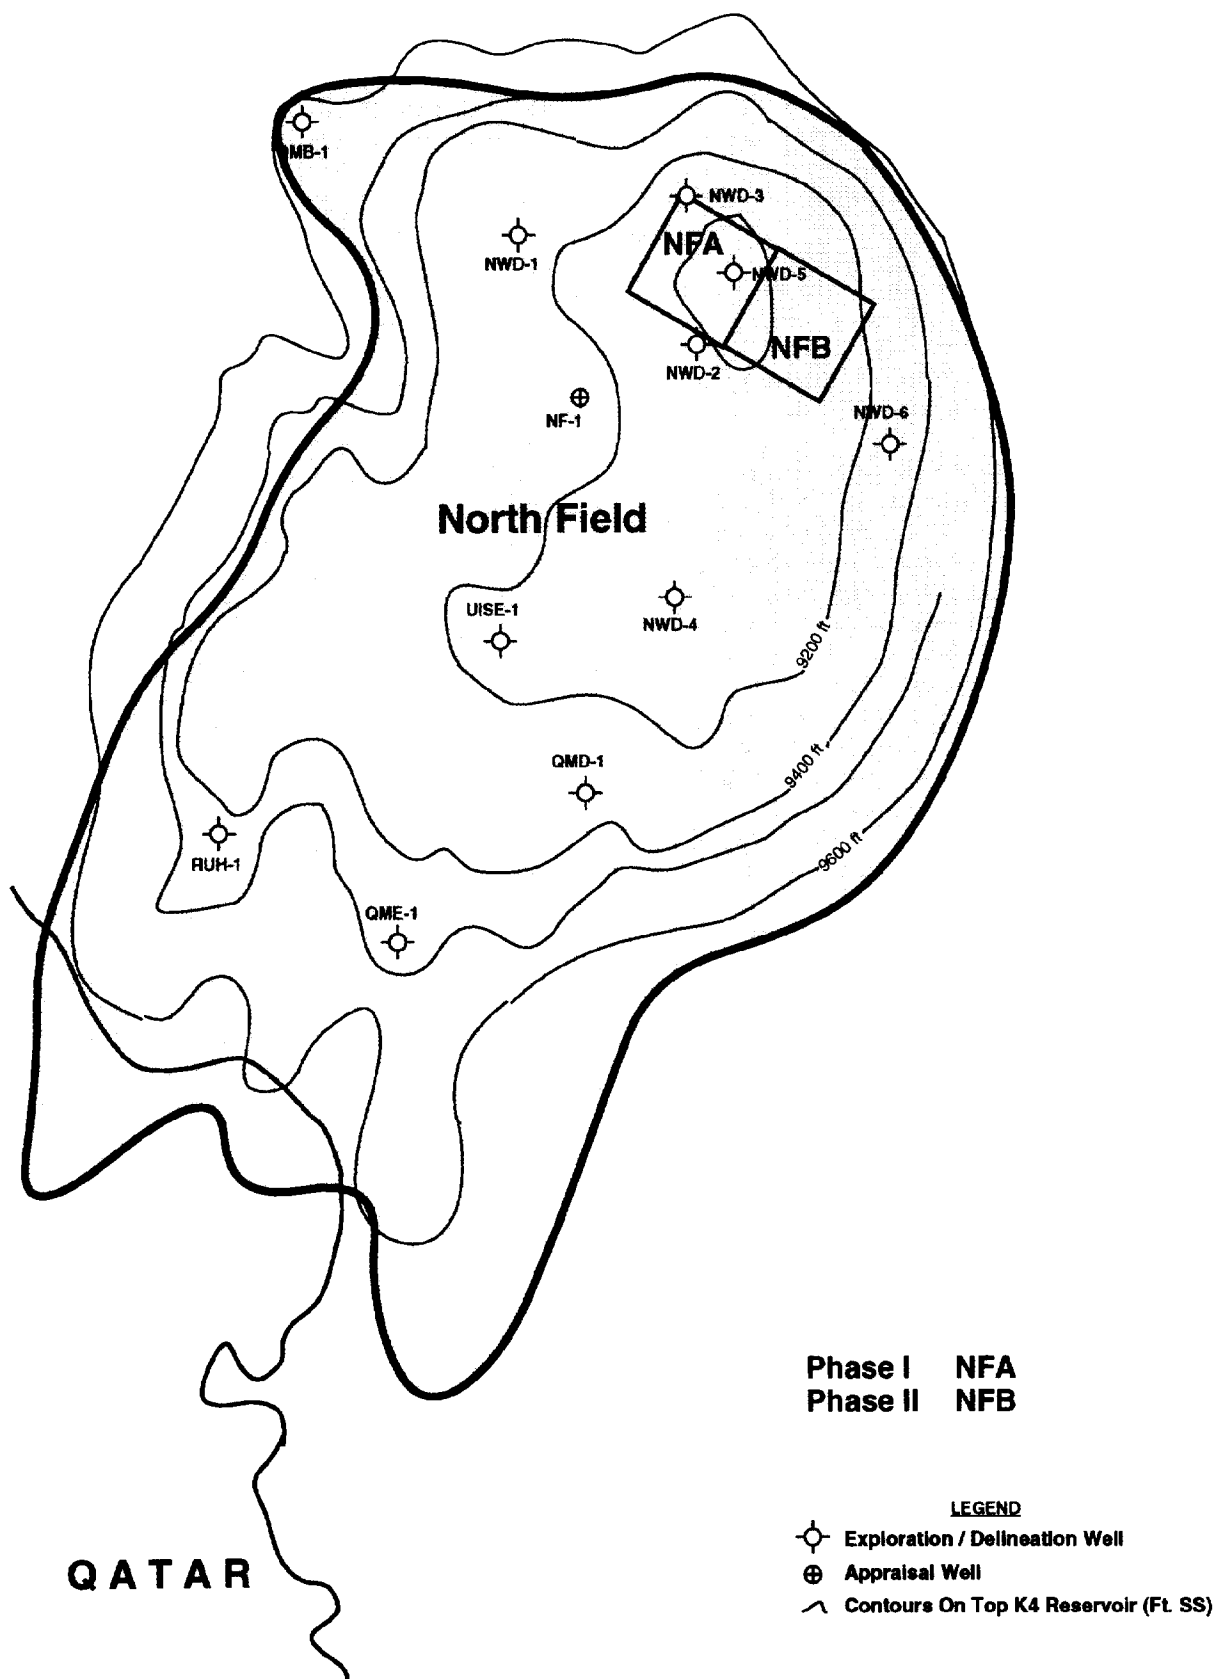 QMB-1
NWD-3
NWD-1
NFA
NWD-5
NFB
NWD-2
NF-1
NWD-6
North Field
UISE-1
NWD-4
9200 ft
QMD-1
9400 ft
RUH-1
9600 ft
QME-1
Phase I NFA
Phase II NFB
LEGEND
Exploration / Delineation Well
Appraisal Well
Contours On Top K4 Reservoir (Ft. SS)
QATAR